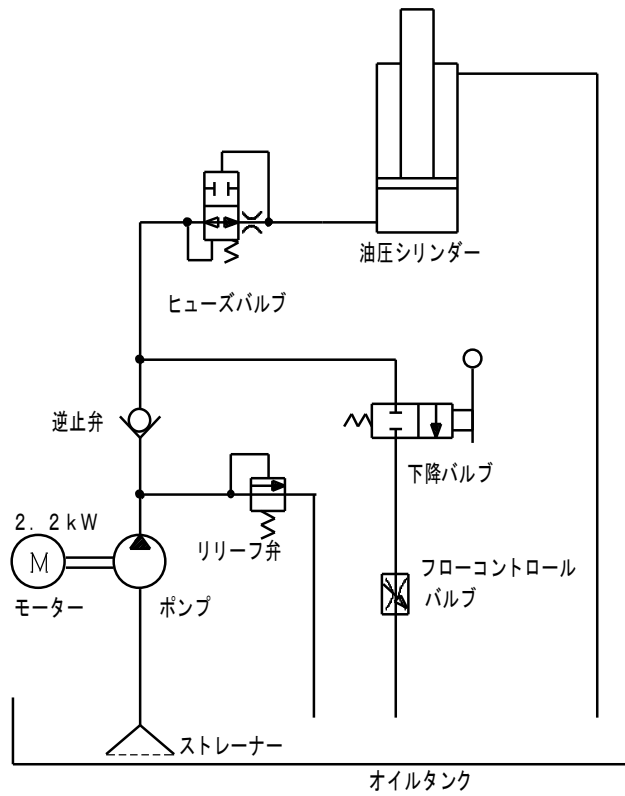 油圧シリンダー
ヒューズバルブ
逆止弁
下降バルブ
2. 2kW
M
リリーフ弁
フローコントロール
バルブ
モーター
ポンプ
ストレーナー
オイルタンク